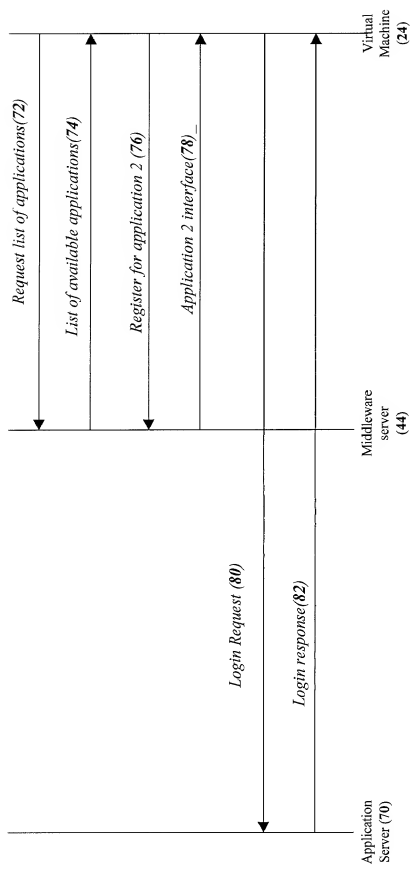 Request list of applications(72)
List of available applications(74)
Register for application 2 (76)
Application 2 interface(78)_
Login Request (80)
Login response(82)
Virtual
Machine
(24)
Middleware
server
(44)
Application
Server (70)